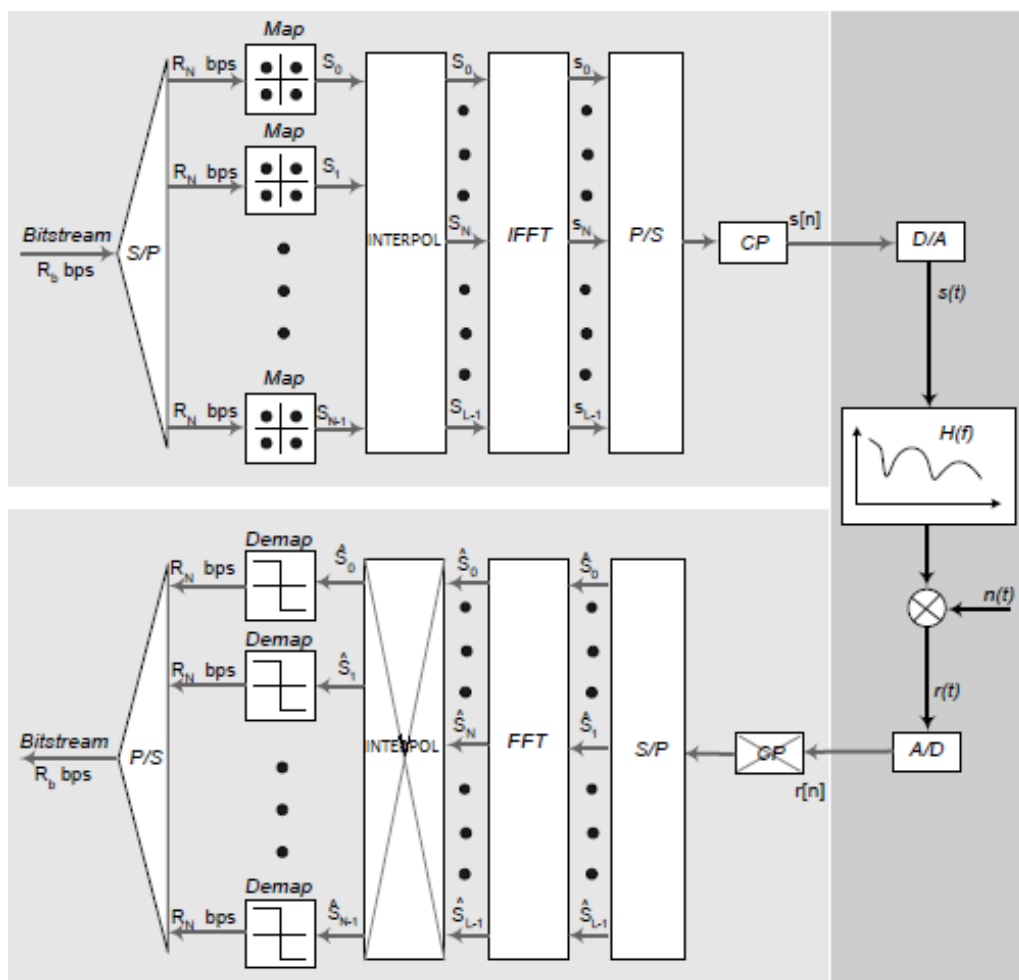 Map
R_N bps
S_0
S_0
s_0
Map
R_N bps
S_1
Bitstream
R_b bps
S/P
INTERPOL
S_N
IFFT
s_N
P/S
CP
s[n]
D/A
s(t)
Map
R_N bps
S_N-1
S_L-1
s_L-1
H(f)
n(t)
r(t)
A/D
r[n]
CP
S/P
Demap
R_N bps
Ŝ_0
Ŝ_0
Ŝ_0
Demap
R_N bps
Ŝ_1
Bitstream
R_b bps
P/S
INTERPOL
Ŝ_N
FFT
Ŝ_1
Demap
R_N bps
Ŝ_N-1
Ŝ_L-1
Ŝ_L-1